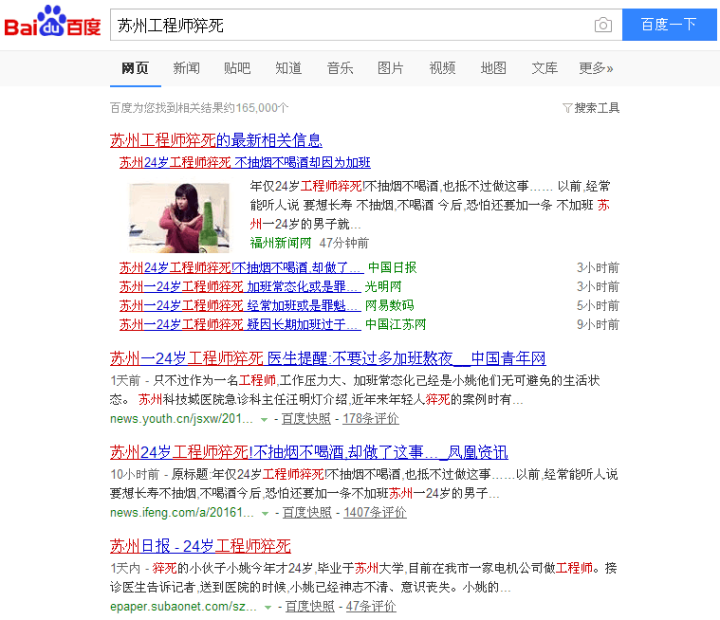 Baidu百度 苏州工程师猝死 百度一下
网页 新闻 贴吧 知道 音乐 图片 视频 地图 文库 更多»
百度为您找到相关结果约165,000个 搜索工具
苏州工程师猝死的最新相关信息
苏州24岁工程师猝死 不抽烟不喝酒却因为加班
年仅24岁工程师猝死!不抽烟不喝酒,也抵不过做这事…… 以前,经常
能听人说 要想长寿 不抽烟,不喝酒 今后,恐怕还要加一条 不加班 苏
州一24岁的男子就...
福州新闻网 47分钟前
苏州24岁工程师猝死!不抽烟不喝酒,却做了... 中国日报 3小时前
苏州一24岁工程师猝死 加班常态化或是罪... 光明网 3小时前
苏州一24岁工程师猝死 经常加班或是罪魁... 网易数码 5小时前
苏州一24岁工程师猝死 疑因长期加班过于... 中国江苏网 9小时前
苏州一24岁工程师猝死 医生提醒:不要过多加班熬夜__中国青年网
1天前 - 只不过作为一名工程师,工作压力大、加班常态化已经是小姚他们无可避免的生活状
态。 苏州科技城医院急诊科主任汪明灯介绍,近年来年轻人猝死的案例时有...
news.youth.cn/jsxw/201... - 百度快照 - 178条评价
苏州24岁工程师猝死!不抽烟不喝酒,却做了这事…_凤凰资讯
10小时前 - 原标题:年仅24岁工程师猝死!不抽烟不喝酒,也抵不过做这事……以前,经常能听人说
要想长寿不抽烟,不喝酒今后,恐怕还要加一条不加班苏州一24岁的男子...
news.ifeng.com/a/20161... - 百度快照 - 1407条评价
苏州日报 - 24岁工程师猝死
1天内 - 猝死的小伙子小姚今年才24岁,毕业于苏州大学,目前在我市一家电机公司做工程师。接
诊医生告诉记者,送到医院的时候,小姚已经神志不清、意识丧失。小姚的...
epaper.subaonet.com/sz... - 百度快照 - 47条评价